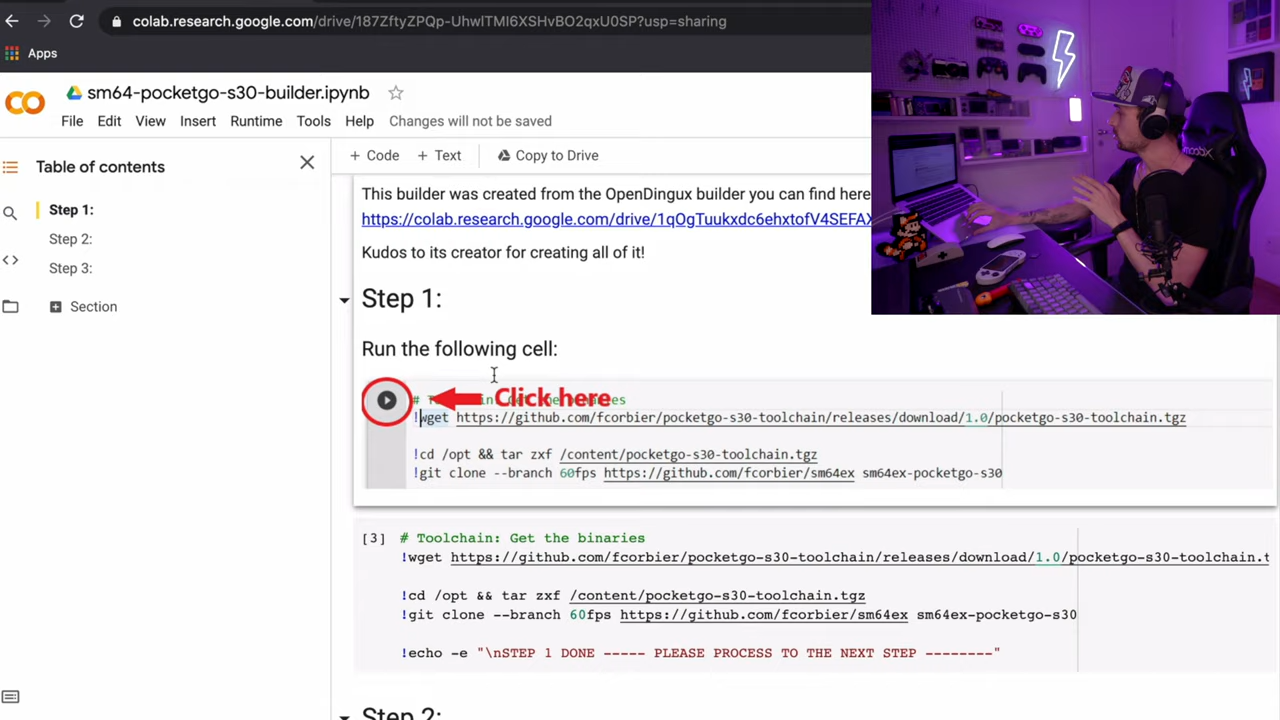 colab.research.google.com/drive/187ZftyZPQp-UhwITMI6XSHvBO2qxU0SP?usp=sharing
Apps
CO
sm64-pocketgo-s30-builder.ipynb
File Edit View Insert Runtime Tools Help Changes will not be saved
Table of contents
+ Code + Text Copy to Drive
Step 1:
Step 2:
Step 3:
Section
This builder was created from the OpenDingux builder you can find here
https://colab.research.google.com/drive/1qOgTuukxdc6ehxtofV4SEFAX
Kudos to its creator for creating all of it!
Step 1:
Run the following cell:
Click here
!wget https://github.com/fcorbier/pocketgo-s30-toolchain/releases/download/1.0/pocketgo-s30-toolchain.tgz
!cd /opt && tar zxf /content/pocketgo-s30-toolchain.tgz
!git clone --branch 60fps https://github.com/fcorbier/sm64ex sm64ex-pocketgo-s30
[3] # Toolchain: Get the binaries
!wget https://github.com/fcorbier/pocketgo-s30-toolchain/releases/download/1.0/pocketgo-s30-toolchain.t
!cd /opt && tar zxf /content/pocketgo-s30-toolchain.tgz
!git clone --branch 60fps https://github.com/fcorbier/sm64ex sm64ex-pocketgo-s30
!echo -e "\nSTEP 1 DONE ----- PLEASE PROCESS TO THE NEXT STEP --------"
Step 2: